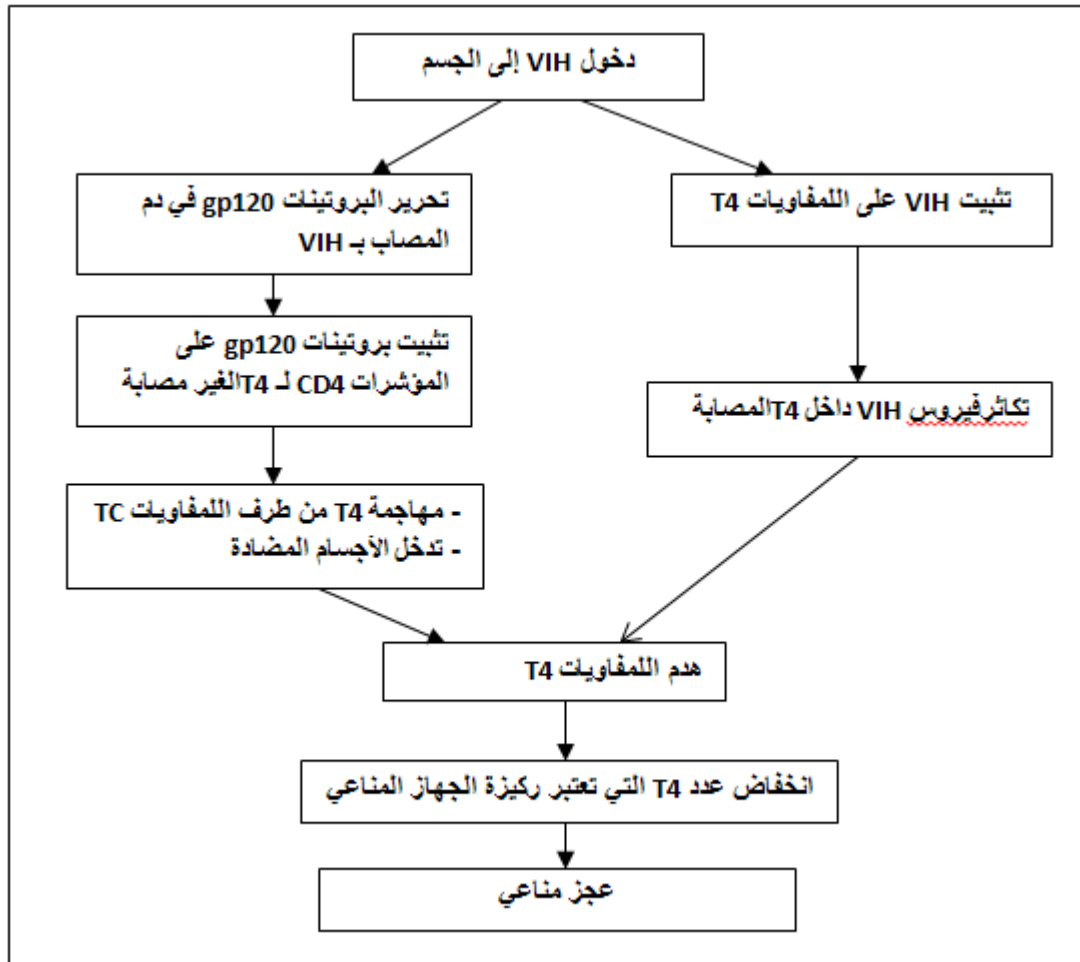 دخول VIH إلى الجسم
تثبيت VIH على اللمفاويات T4
تحرير البروتينات gp120 في دم
المصاب بـ VIH
تثبيت بروتينات gp120 على
المؤشرات CD4 لـ T4الغير مصابة
تكاثرفيروس VIH داخل T4المصابة
- مهاجمة T4 من طرف اللمفاويات TC
- تدخل الأجسام المضادة
هدم اللمفاويات T4
انخفاض عدد T4 التي تعتبر ركيزة الجهاز المناعي
عجز مناعي